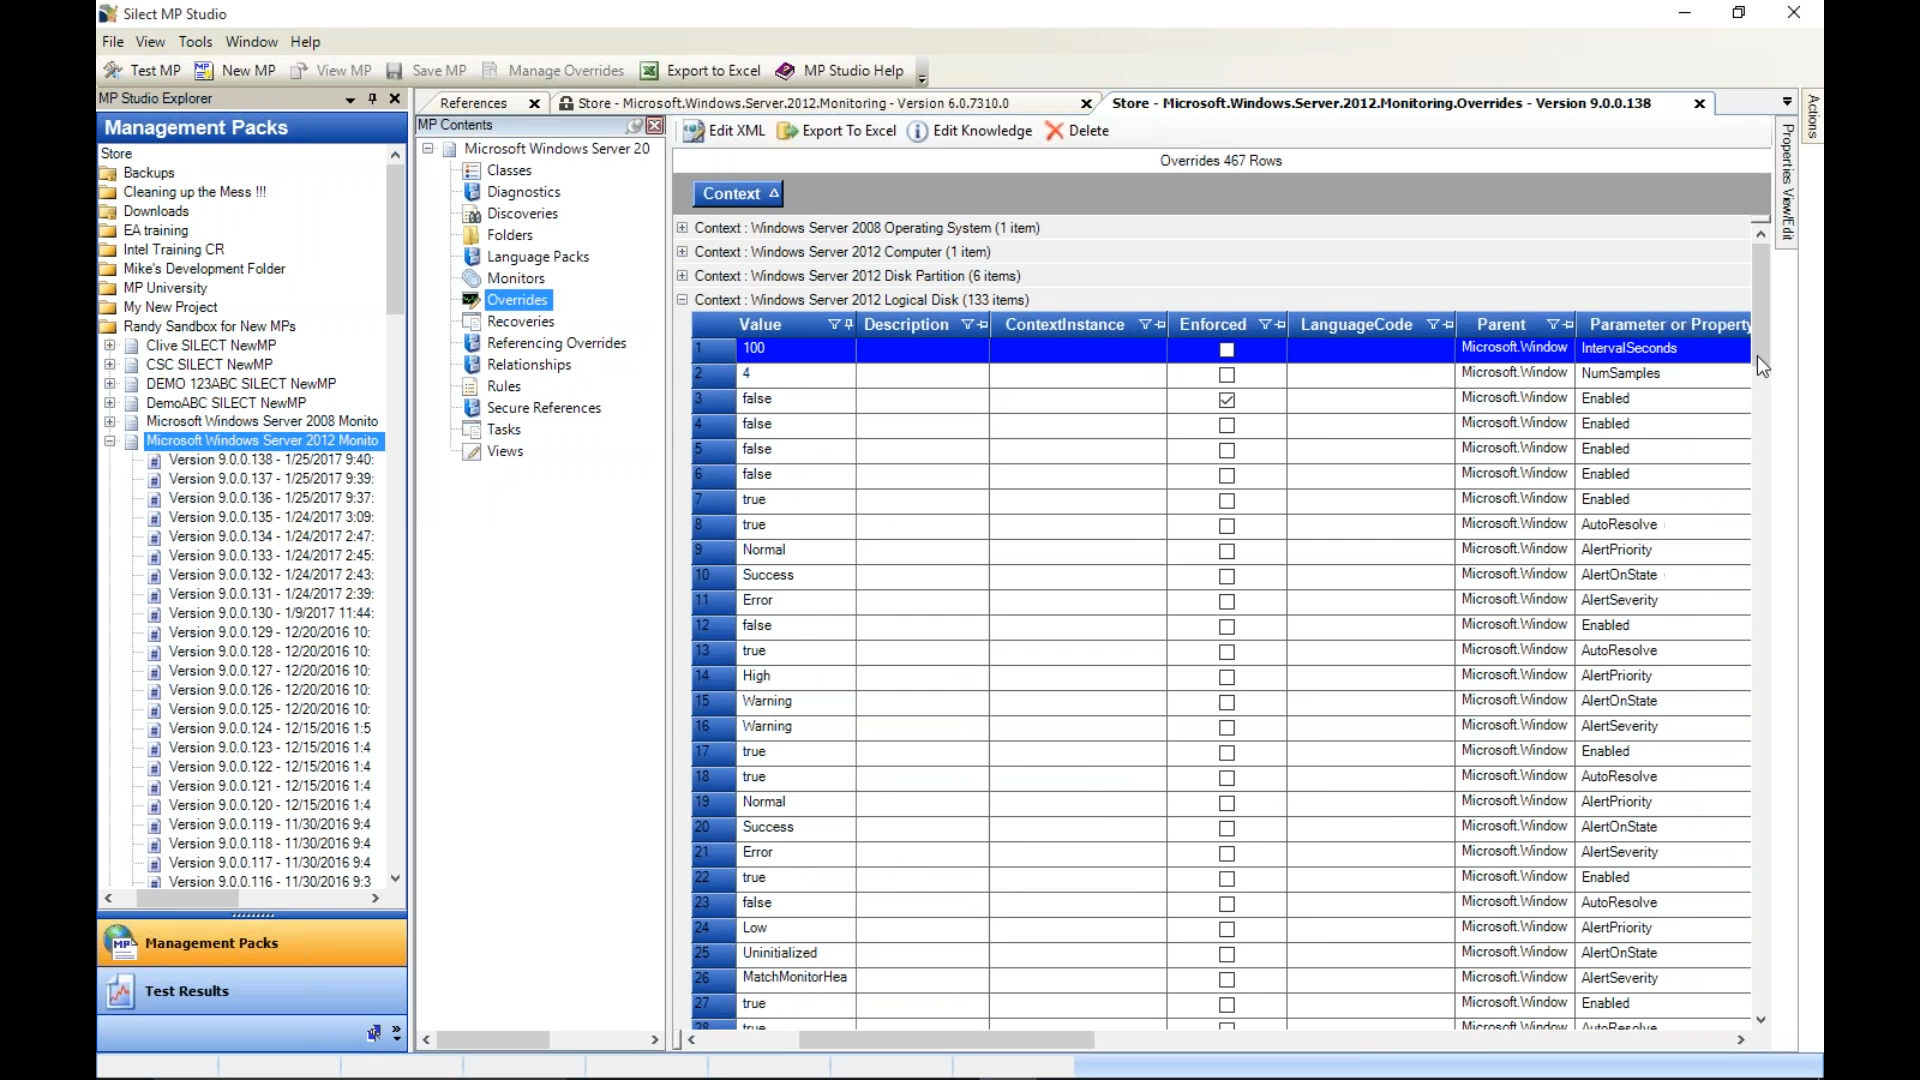 Silect MP Studio
File View Tools Window Help
Test MP New MP View MP Save MP Manage Overrides Export to Excel MP Studio Help
MP Studio Explorer
Management Packs
Store
Backups
Cleaning up the Mess !!!
Downloads
EA training
Intel Training CR
Mike's Development Folder
MP University
My New Project
Randy Sandbox for New MPs
Clive SILECT NewMP
CSC SILECT NewMP
DEMO 123ABC SILECT NewMP
DemoABC SILECT NewMP
Microsoft Windows Server 2008 Monito
Microsoft Windows Server 2012 Monito
Version 9.0.0.138 - 1/25/2017 9:40:
Version 9.0.0.137 - 1/25/2017 9:39:
Version 9.0.0.136 - 1/25/2017 9:37:
Version 9.0.0.135 - 1/24/2017 3:09:
Version 9.0.0.134 - 1/24/2017 2:47:
Version 9.0.0.133 - 1/24/2017 2:45:
Version 9.0.0.132 - 1/24/2017 2:43:
Version 9.0.0.131 - 1/24/2017 2:39:
Version 9.0.0.130 - 1/9/2017 11:44:
Version 9.0.0.129 - 12/20/2016 10:
Version 9.0.0.128 - 12/20/2016 10:
Version 9.0.0.127 - 12/20/2016 10:
Version 9.0.0.126 - 12/20/2016 10:
Version 9.0.0.125 - 12/20/2016 10:
Version 9.0.0.124 - 12/15/2016 1:5
Version 9.0.0.123 - 12/15/2016 1:4
Version 9.0.0.122 - 12/15/2016 1:4
Version 9.0.0.121 - 12/15/2016 1:4
Version 9.0.0.120 - 12/15/2016 1:4
Version 9.0.0.119 - 11/30/2016 9:4
Version 9.0.0.118 - 11/30/2016 9:4
Version 9.0.0.117 - 11/30/2016 9:4
Version 9.0.0.116 - 11/30/2016 9:3
Management Packs
Test Results
References
Store - Microsoft.Windows.Server.2012.Monitoring - Version 6.0.7310.0
Store - Microsoft.Windows.Server.2012.Monitoring.Overrides - Version 9.0.0.138
MP Contents
Microsoft Windows Server 20
Classes
Diagnostics
Discoveries
Folders
Language Packs
Monitors
Overrides
Recoveries
Referencing Overrides
Relationships
Rules
Secure References
Tasks
Views
Edit XML Export To Excel Edit Knowledge Delete
Overrides 467 Rows
Context
Context : Windows Server 2008 Operating System (1 item)
Context : Windows Server 2012 Computer (1 item)
Context : Windows Server 2012 Disk Partition (6 items)
Context : Windows Server 2012 Logical Disk (133 items)
Value Description ContextInstance Enforced LanguageCode Parent Parameter or Property
1 100 Microsoft.Window IntervalSeconds
2 4 Microsoft.Window NumSamples
3 false Microsoft.Window Enabled
4 false Microsoft.Window Enabled
5 false Microsoft.Window Enabled
6 false Microsoft.Window Enabled
7 true Microsoft.Window Enabled
8 true Microsoft.Window AutoResolve
9 Normal Microsoft.Window AlertPriority
10 Success Microsoft.Window AlertOnState
11 Error Microsoft.Window AlertSeverity
12 false Microsoft.Window Enabled
13 true Microsoft.Window AutoResolve
14 High Microsoft.Window AlertPriority
15 Warning Microsoft.Window AlertOnState
16 Warning Microsoft.Window AlertSeverity
17 true Microsoft.Window Enabled
18 true Microsoft.Window AutoResolve
19 Normal Microsoft.Window AlertPriority
20 Success Microsoft.Window AlertOnState
21 Error Microsoft.Window AlertSeverity
22 true Microsoft.Window Enabled
23 false Microsoft.Window AutoResolve
24 Low Microsoft.Window AlertPriority
25 Uninitialized Microsoft.Window AlertOnState
26 MatchMonitorHea Microsoft.Window AlertSeverity
27 true Microsoft.Window Enabled
28 true Microsoft.Window AutoResolve
Actions
Properties View/Edit